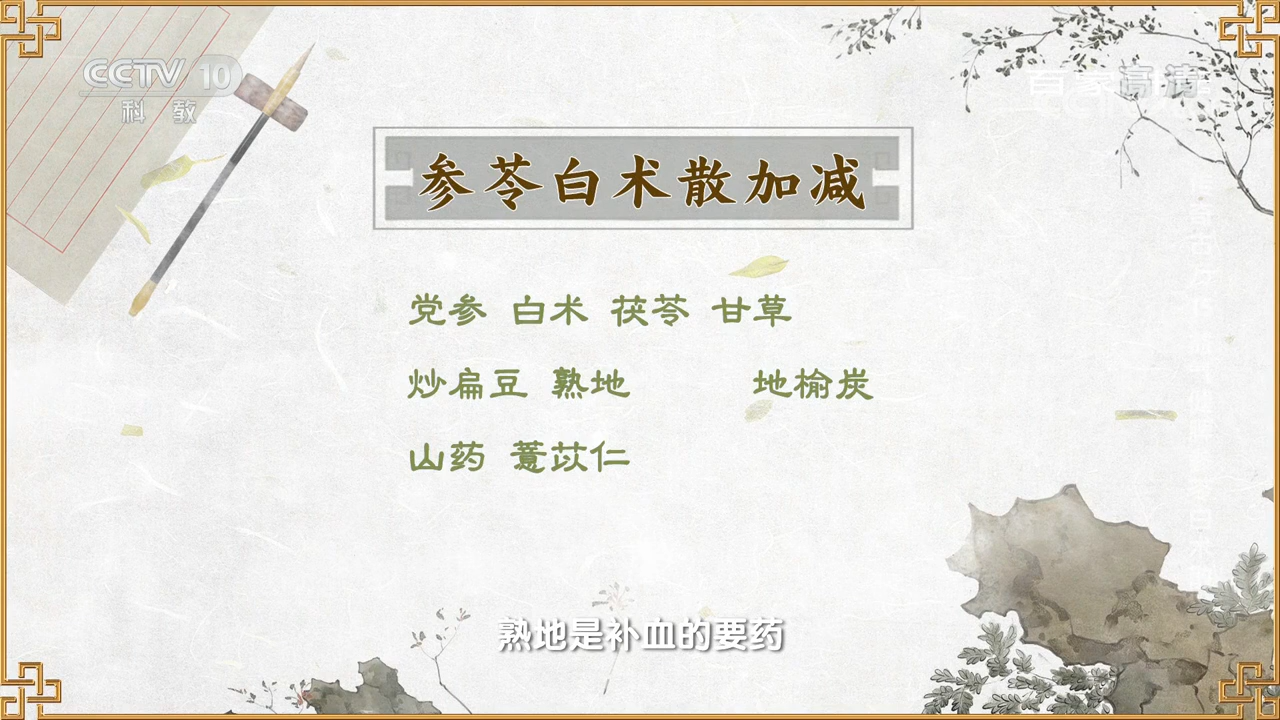 CCTV 10
科 教
百家高清
参苓白术散加减
党参 白术 茯苓 甘草
炒扁豆 熟地 地榆炭
山药 薏苡仁
熟地是补血的要药